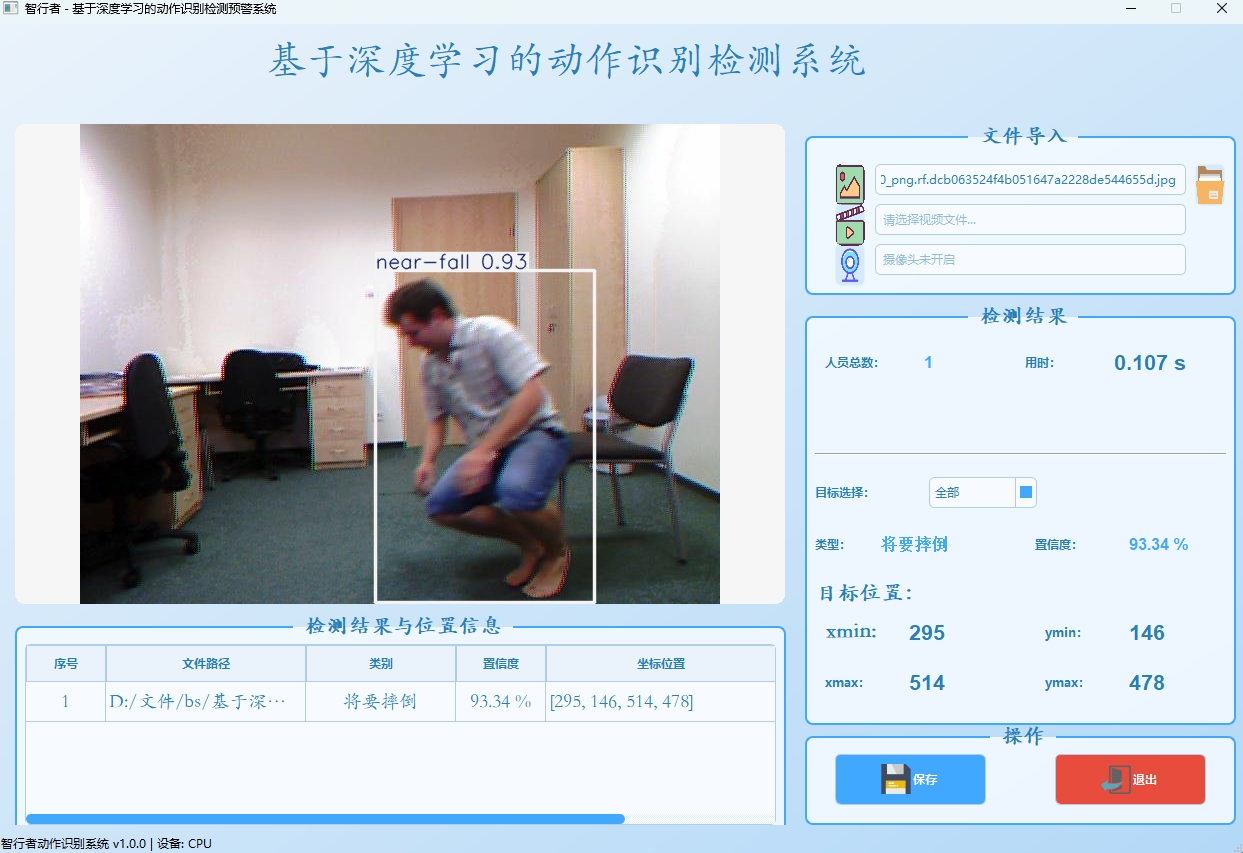 智行者 - 基于深度学习的动作识别检测预警系统
基于深度学习的动作识别检测系统
near-fall 0.93
文件导入
0_png.rf.dcb063524f4b051647a2228de544655d.jpg
请选择视频文件...
摄像头未开启
检测结果
人员总数: 1 用时: 0.107 s
目标选择: 全部
类型: 将要摔倒 置信度: 93.34 %
目标位置:
xmin: 295 ymin: 146
xmax: 514 ymax: 478
检测结果与位置信息
序号 文件路径 类别 置信度 坐标位置
1 D:/文件/bs/基于深… 将要摔倒 93.34 % [295, 146, 514, 478]
操作
保存 退出
智行者动作识别系统 v1.0.0 | 设备: CPU